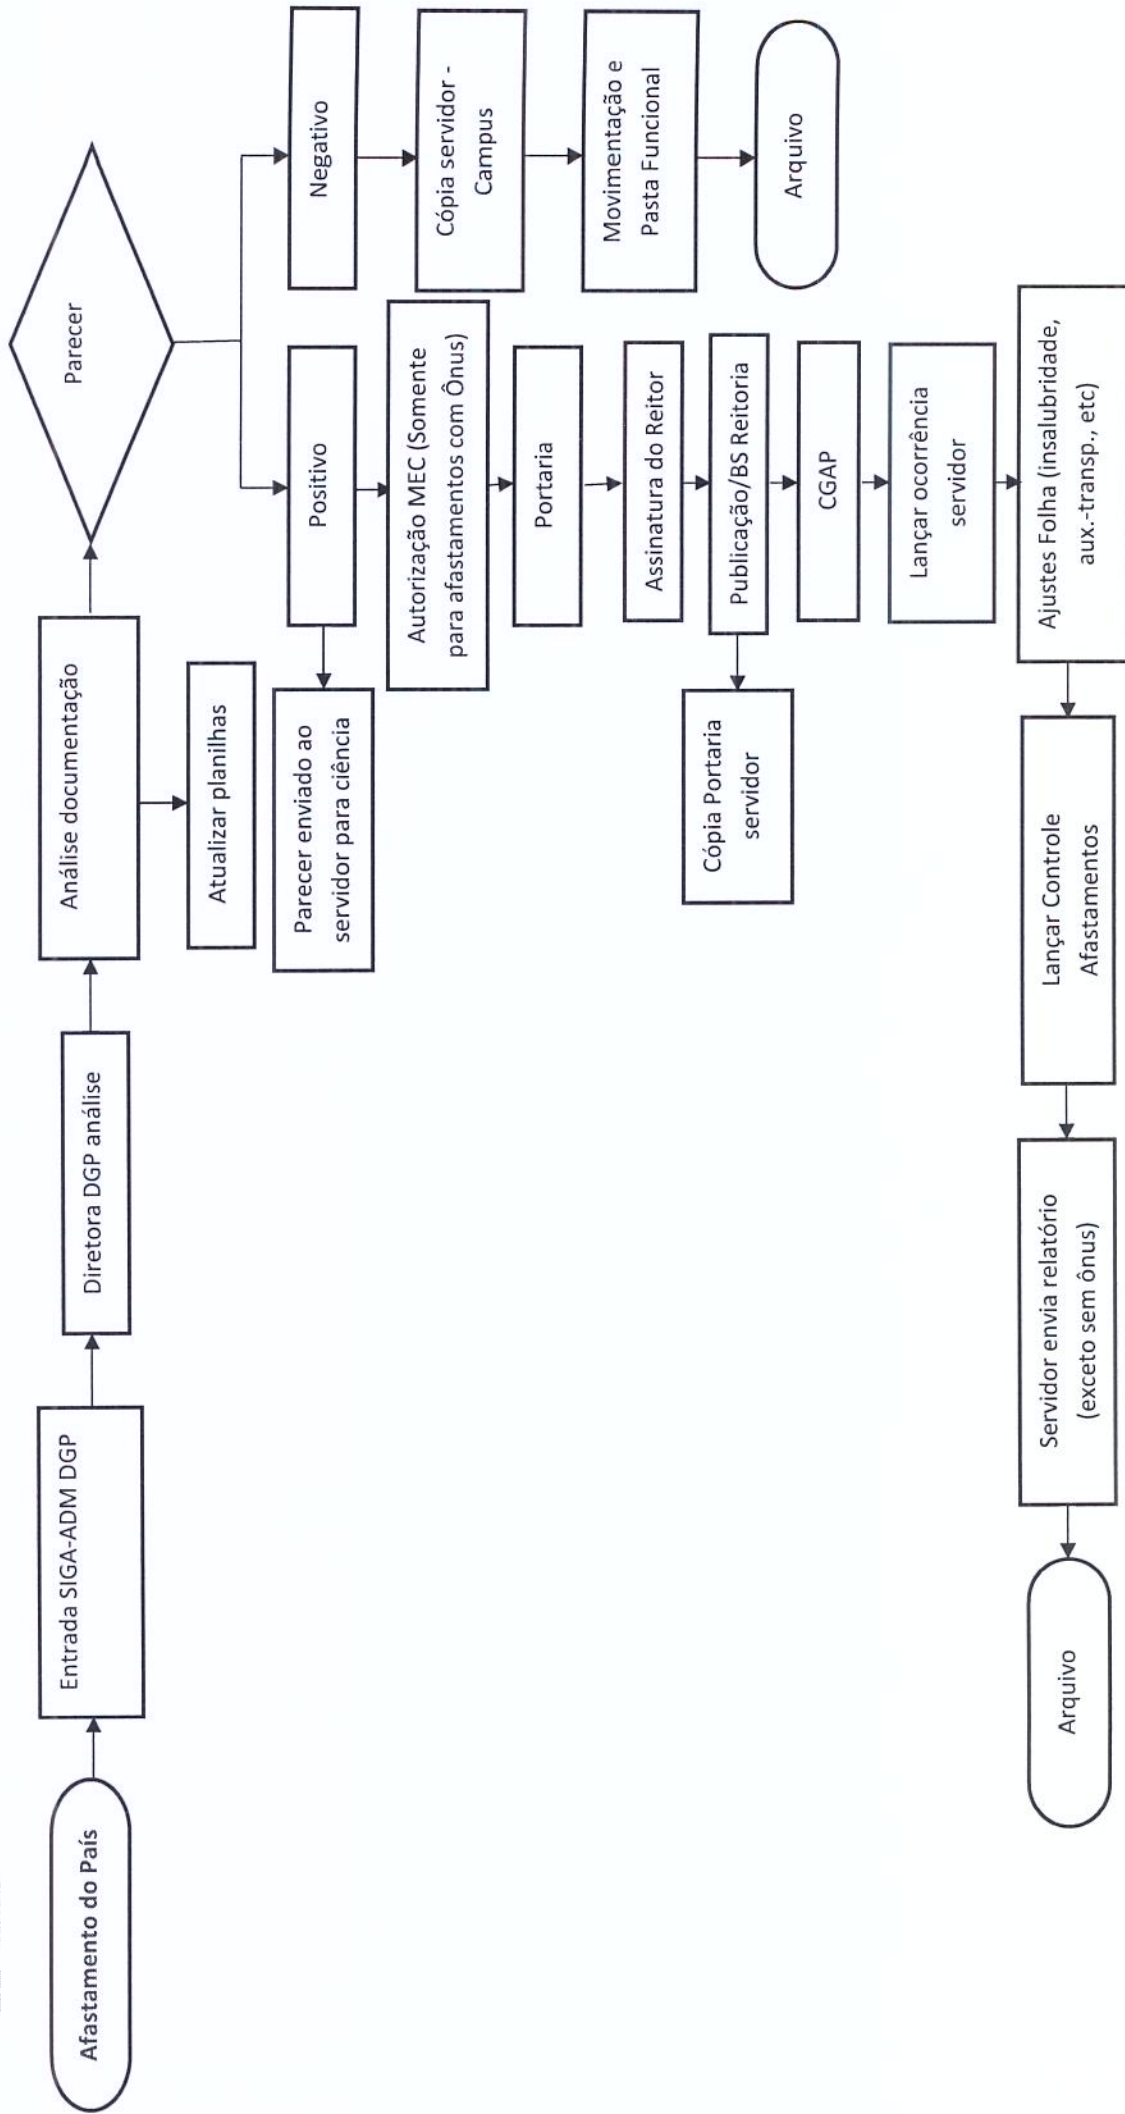 Afastamento do País
Entrada SIGA-ADM DGP
Diretora DGP análise
Análise documentação
Atualizar planilhas
Parecer
Positivo
Negativo
Parecer enviado ao
servidor para ciência
Autorização MEC (Somente
para afastamentos com Ônus)
Portaria
Assinatura do Reitor
Publicação/BS Reitoria
Cópia Portaria
servidor
CGAP
Lançar ocorrência
servidor
Ajustes Folha (insalubridade,
aux.-transp., etc)
Lançar Controle
Afastamentos
Servidor envia relatório
(exceto sem ônus)
Arquivo
Cópia servidor -
Campus
Movimentação e
Pasta Funcional
Arquivo